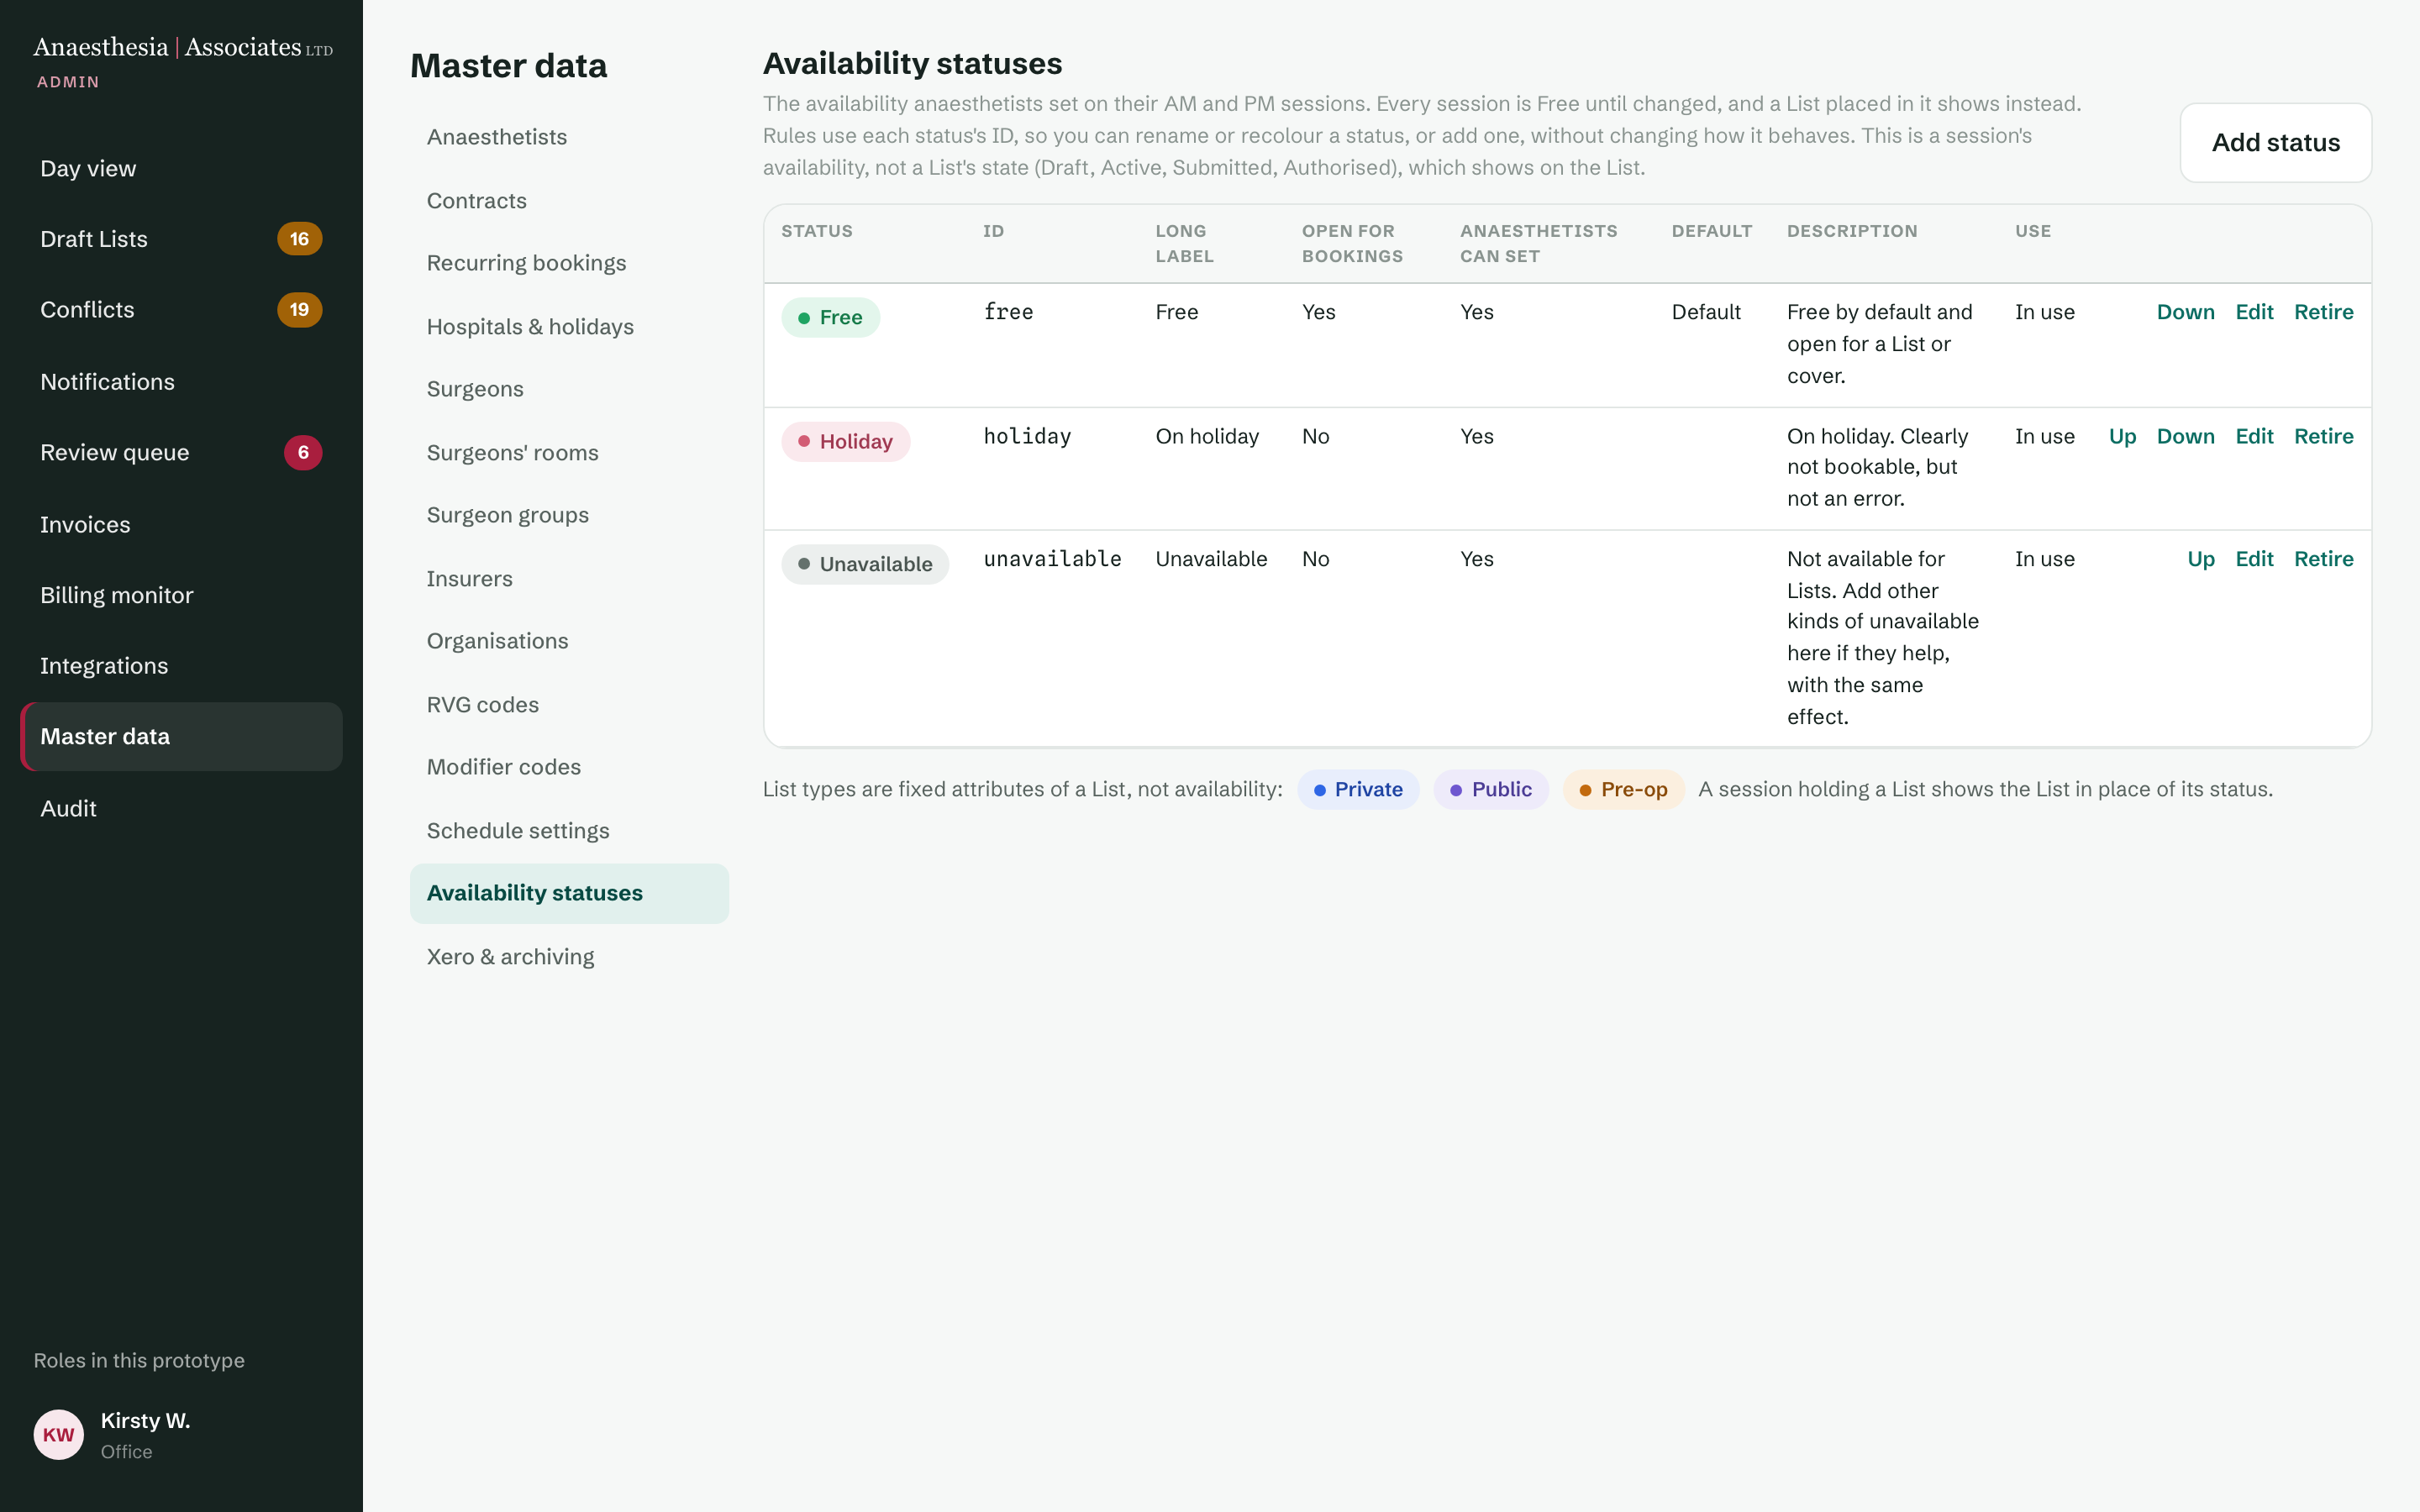 Anaesthesia | Associates LTD
ADMIN
Day view
Draft Lists 16
Conflicts 19
Notifications
Review queue 6
Invoices
Billing monitor
Integrations
Master data
Audit
Roles in this prototype
KW
Kirsty W.
Office
Master data
Anaesthetists
Contracts
Recurring bookings
Hospitals & holidays
Surgeons
Surgeons' rooms
Surgeon groups
Insurers
Organisations
RVG codes
Modifier codes
Schedule settings
Availability statuses
Xero & archiving
Availability statuses
The availability anaesthetists set on their AM and PM sessions. Every session is Free until changed, and a List placed in it shows instead.
Rules use each status's ID, so you can rename or recolour a status, or add one, without changing how it behaves. This is a session's
availability, not a List's state (Draft, Active, Submitted, Authorised), which shows on the List.
Add status
STATUS ID LONG LABEL OPEN FOR BOOKINGS ANAESTHETISTS CAN SET DEFAULT DESCRIPTION USE
Free free Free Yes Yes Default Free by default and In use Down Edit Retire
open for a List or
cover.
Holiday holiday On holiday No Yes On holiday. Clearly In use Up Down Edit Retire
not bookable, but
not an error.
Unavailable unavailable Unavailable No Yes Not available for In use Up Edit Retire
Lists. Add other
kinds of unavailable
here if they help,
with the same
effect.
List types are fixed attributes of a List, not availability: Private Public Pre-op A session holding a List shows the List in place of its status.